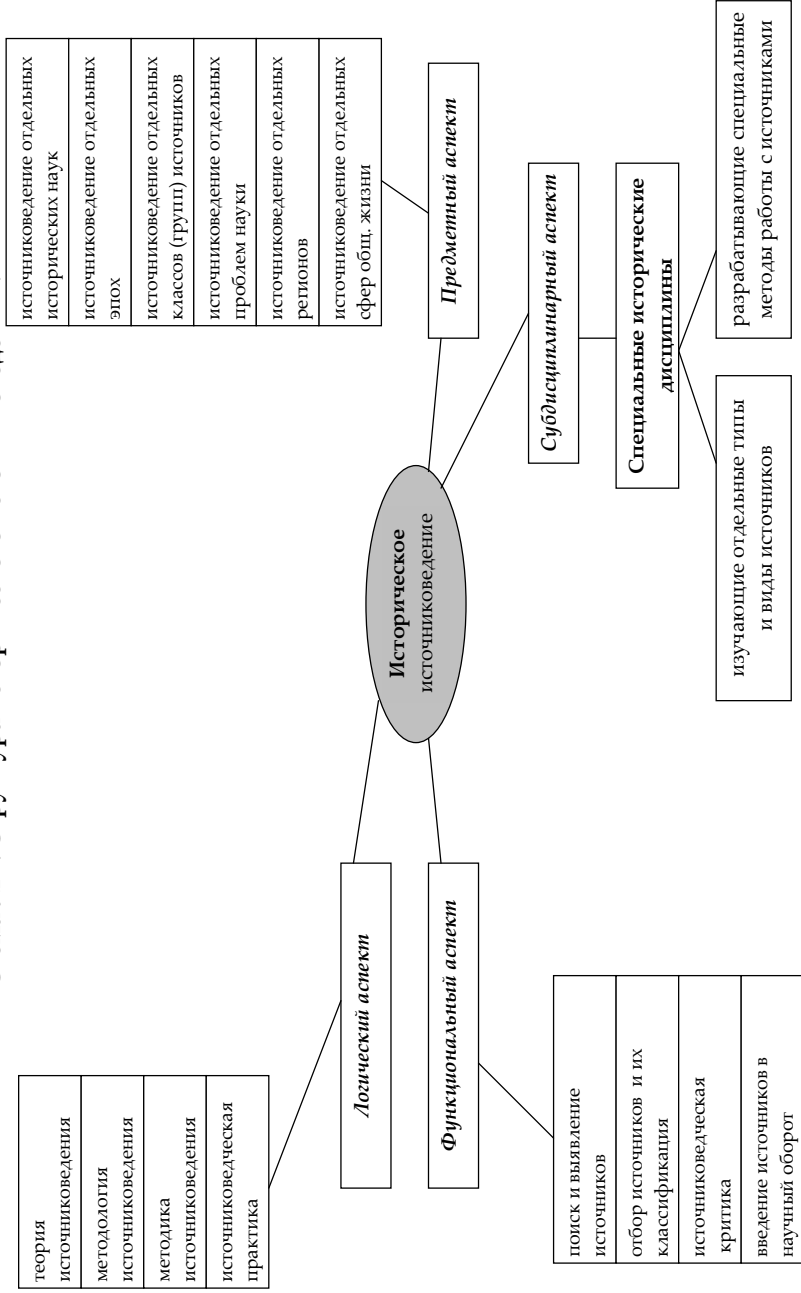 теория
источниковедения
методология
источниковедения
методика
источниковедения
источниковедческая
практика
Логический аспект
Функциональный аспект
поиск и выявление
источников
отбор источников и их
классификация
источниковедческая
критика
введение источников в
научный оборот
Историческое
источниковедение
источниковедение отдельных
исторических наук
источниковедение отдельных
эпох
источниковедение отдельных
классов (групп) источников
источниковедение отдельных
проблем науки
источниковедение отдельных
регионов
источниковедение отдельных
сфер общ. жизни
Предметный аспект
Субдисциплинарный аспект
Специальные исторические
дисциплины
изучающие отдельные типы
и виды источников
разрабатывающие специальные
методы работы с источниками